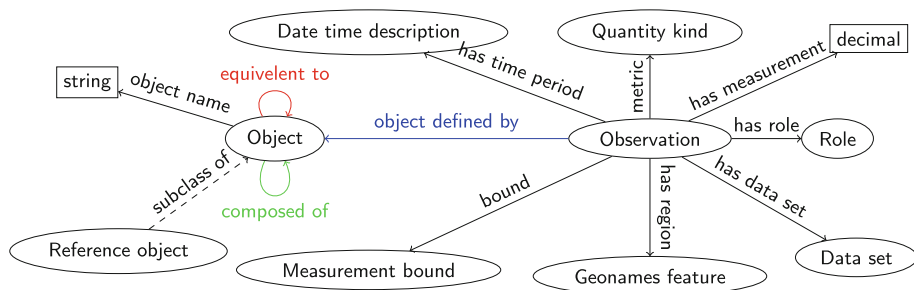 Date time description
Quantity kind
decimal
string
equivelent to
object name
has time period
metric
has measurement
Object
object defined by
Observation
has role
Role
subclass of
composed of
bound
has region
has data set
Reference object
Measurement bound
Geonames feature
Data set